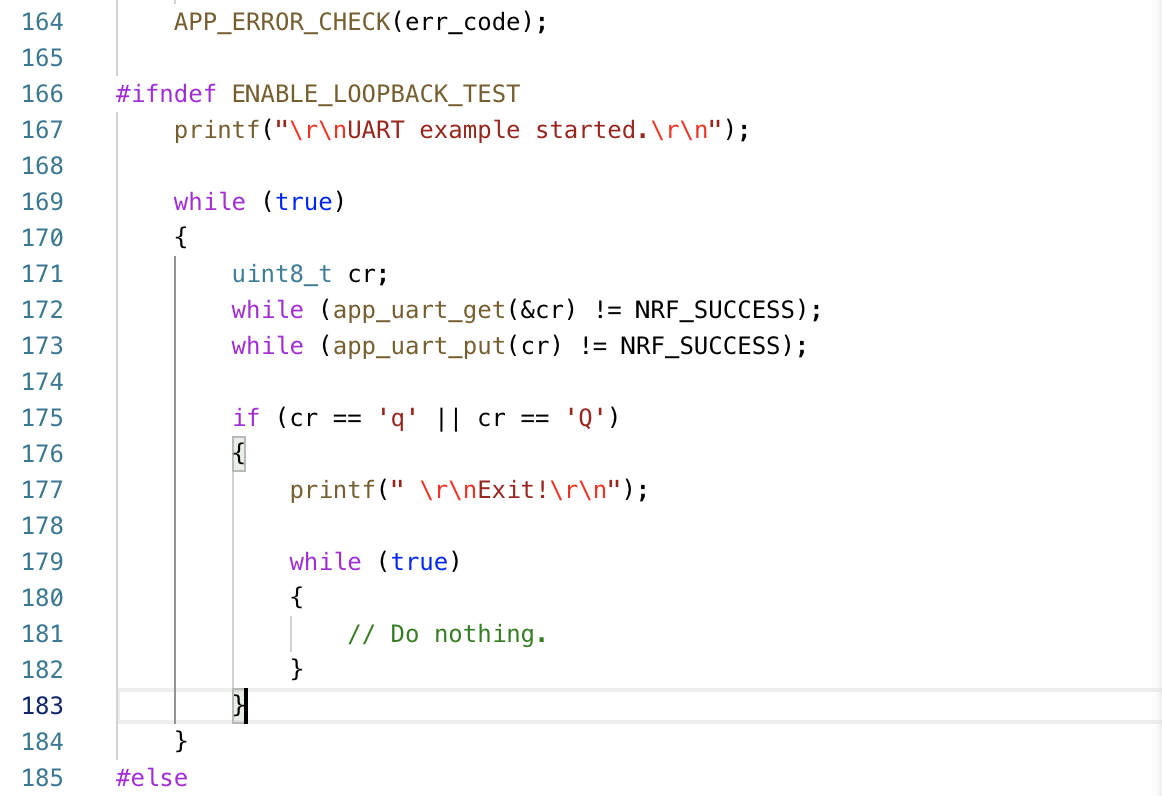 164 APP_ERROR_CHECK(err_code);
165
166 #ifndef ENABLE_LOOPBACK_TEST
167 printf("\r\nUART example started.\r\n");
168
169 while (true)
170 {
171 uint8_t cr;
172 while (app_uart_get(&cr) != NRF_SUCCESS);
173 while (app_uart_put(cr) != NRF_SUCCESS);
174
175 if (cr == 'q' || cr == 'Q')
176 {
177 printf(" \r\nExit!\r\n");
178
179 while (true)
180 {
181 // Do nothing.
182 }
183 }
184 }
185 #else